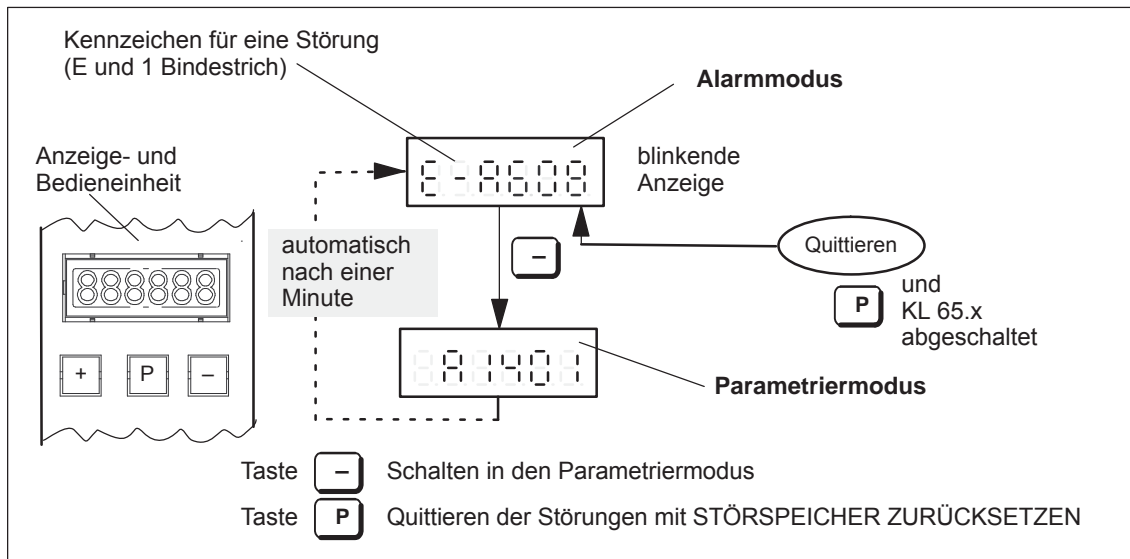 Kennzeichen für eine Störung
(E und 1 Bindestrich)
Alarmmodus
E-A608
blinkende
Anzeige
Anzeige- und
Bedieneinheit
automatisch
nach einer
Minute
–
Quittieren
P
und
KL 65.x
abgeschaltet
A1401
Parametriermodus
+
P
–
Taste – Schalten in den Parametriermodus
Taste P Quittieren der Störungen mit STÖRSPEICHER ZURÜCKSETZEN